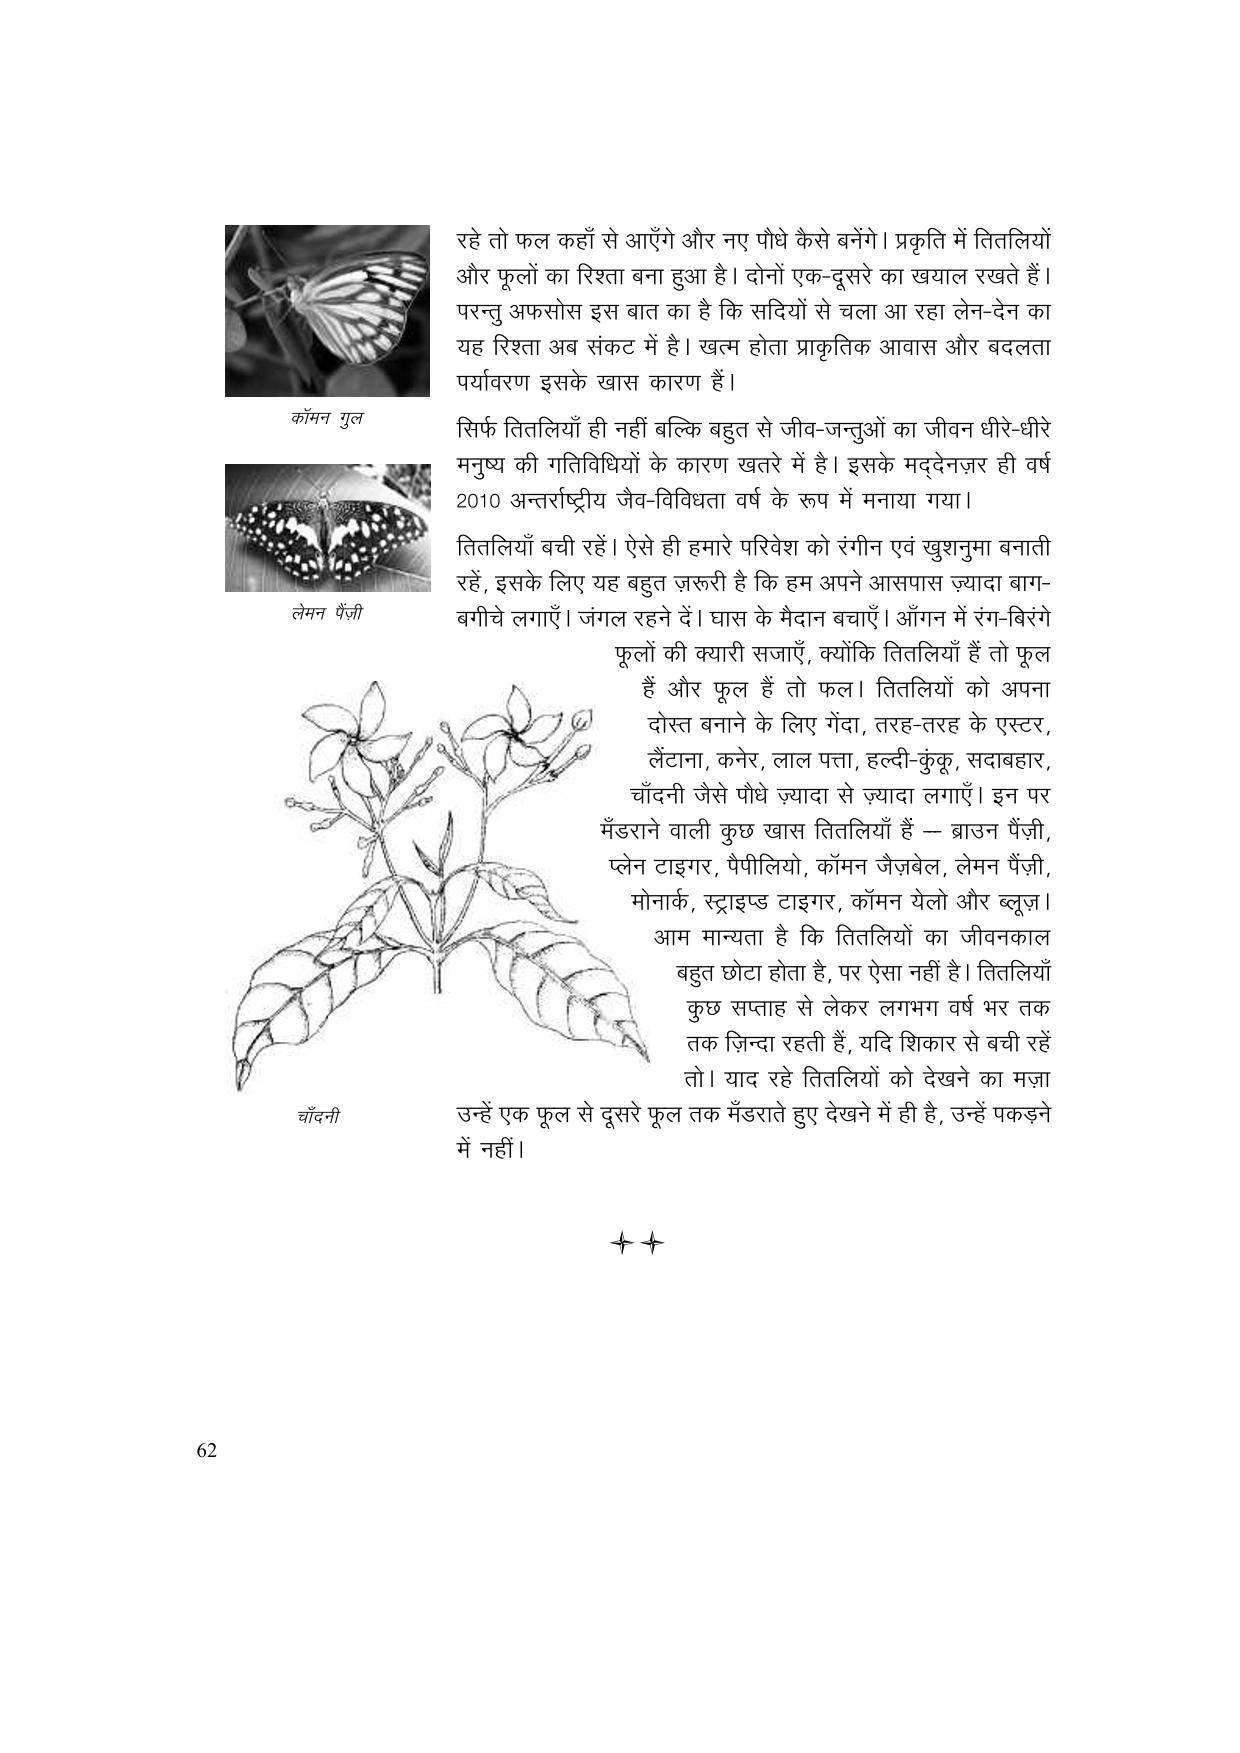 रहे तो फल कहाँ से आएँगे और नए पौधे कैसे बनेंगे। प्रकृति में तितलियों
और फूलों का रिश्ता बना हुआ है। दोनों एक-दूसरे का खयाल रखते हैं।
परन्तु अफसोस इस बात का है कि सदियों से चला आ रहा लेन-देन का
यह रिश्ता अब संकट में है। खत्म होता प्राकृतिक आवास और बदलता
पर्यावरण इसके खास कारण हैं।
कॉमन गुल
सिर्फ तितलियाँ ही नहीं बल्कि बहुत से जीव-जन्तुओं का जीवन धीरे-धीरे
मनुष्य की गतिविधियों के कारण खतरे में है। इसके मद्देनज़र ही वर्ष
2010 अन्तर्राष्ट्रीय जैव-विविधता वर्ष के रूप में मनाया गया।
तितलियाँ बची रहें। ऐसे ही हमारे परिवेश को रंगीन एवं खुशनुमा बनाती
रहें, इसके लिए यह बहुत ज़रूरी है कि हम अपने आसपास ज़्यादा बाग-
बगीचे लगाएँ। जंगल रहने दें। घास के मैदान बचाएँ। आँगन में रंग-बिरंगे
लेमन पैंज़ी
फूलों की क्यारी सजाएँ, क्योंकि तितलियाँ हैं तो फूल
हैं और फूल हैं तो फल। तितलियों को अपना
दोस्त बनाने के लिए गेंदा, तरह-तरह के एस्टर,
लैंटाना, कनेर, लाल पत्ता, हल्दी-कुंकू, सदाबहार,
चाँदनी जैसे पौधे ज़्यादा से ज़्यादा लगाएँ। इन पर
मँडराने वाली कुछ खास तितलियाँ हैं — ब्राउन पैंज़ी,
प्लेन टाइगर, पैपीलियो, कॉमन जैज़बेल, लेमन पैंज़ी,
मोनार्क, स्ट्राइप्ड टाइगर, कॉमन येलो और ब्लूज़।
आम मान्यता है कि तितलियों का जीवनकाल
बहुत छोटा होता है, पर ऐसा नहीं है। तितलियाँ
कुछ सप्ताह से लेकर लगभग वर्ष भर तक
तक ज़िन्दा रहती हैं, यदि शिकार से बची रहें
तो। याद रहे तितलियों को देखने का मज़ा
उन्हें एक फूल से दूसरे फूल तक मँडराते हुए देखने में ही है, उन्हें पकड़ने
में नहीं।
चाँदनी
62